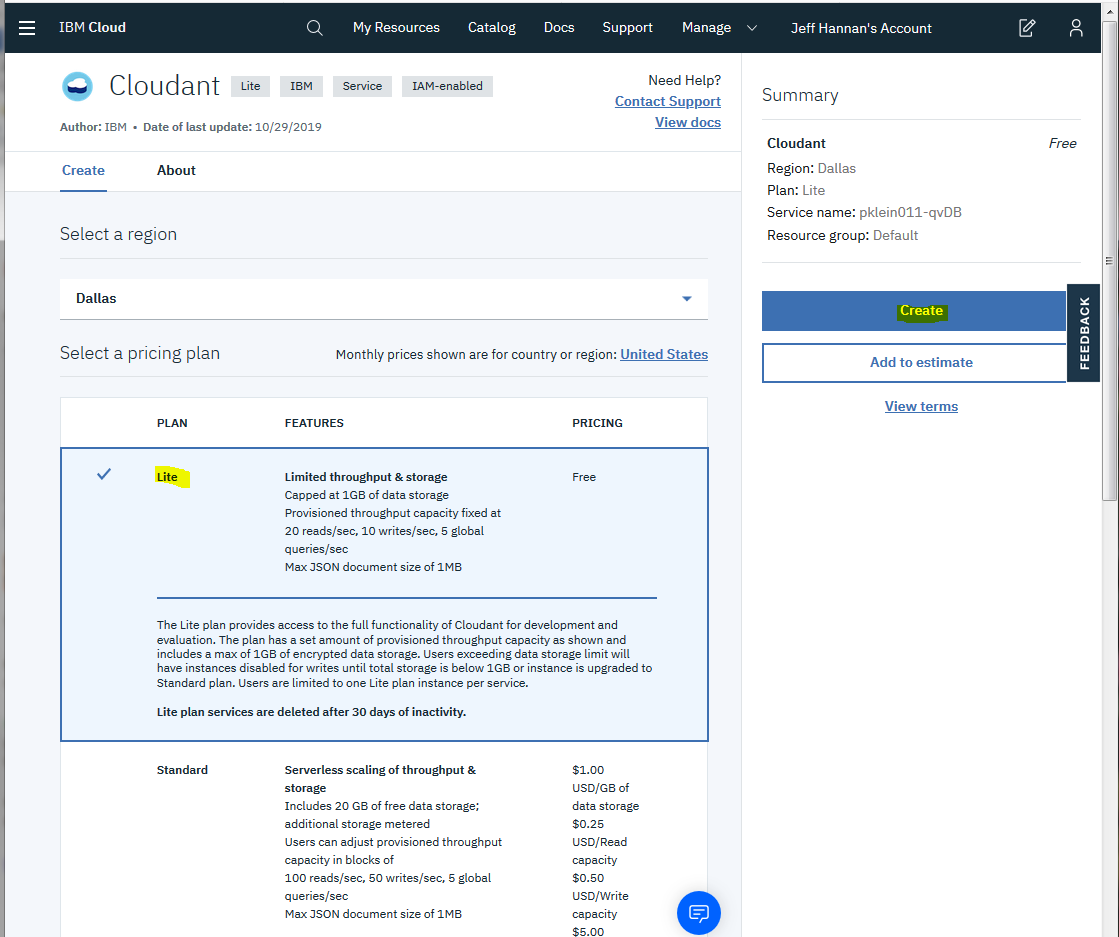 IBM Cloud
My Resources
Catalog
Docs
Support
Manage
Jeff Hannan's Account
Cloudant
Lite
IBM
Service
IAM-enabled
Author: IBM • Date of last update: 10/29/2019
Need Help?
Contact Support
View docs
Create
About
Select a region
Dallas
Select a pricing plan
Monthly prices shown are for country or region: United States
PLAN
FEATURES
PRICING
Lite
Limited throughput & storage
Capped at 1GB of data storage
Provisioned throughput capacity fixed at
20 reads/sec, 10 writes/sec, 5 global
queries/sec
Max JSON document size of 1MB
Free
The Lite plan provides access to the full functionality of Cloudant for development and
evaluation. The plan has a set amount of provisioned throughput capacity as shown and
includes a max of 1GB of encrypted data storage. Users exceeding data storage limit will
have instances disabled for writes until total storage is below 1GB or instance is upgraded to
Standard plan. Users are limited to one Lite plan instance per service.
Lite plan services are deleted after 30 days of inactivity.
Standard
Serverless scaling of throughput &
storage
Includes 20 GB of free data storage;
additional storage metered
Users can adjust provisioned throughput
capacity in blocks of
100 reads/sec, 50 writes/sec, 5 global
queries/sec
Max JSON document size of 1MB
$1.00
USD/GB of
data storage
$0.25
USD/Read
capacity
$0.50
USD/Write
capacity
$5.00
Summary
Cloudant
Free
Region: Dallas
Plan: Lite
Service name: pklein011-qvDB
Resource group: Default
Create
Add to estimate
View terms
FEEDBACK